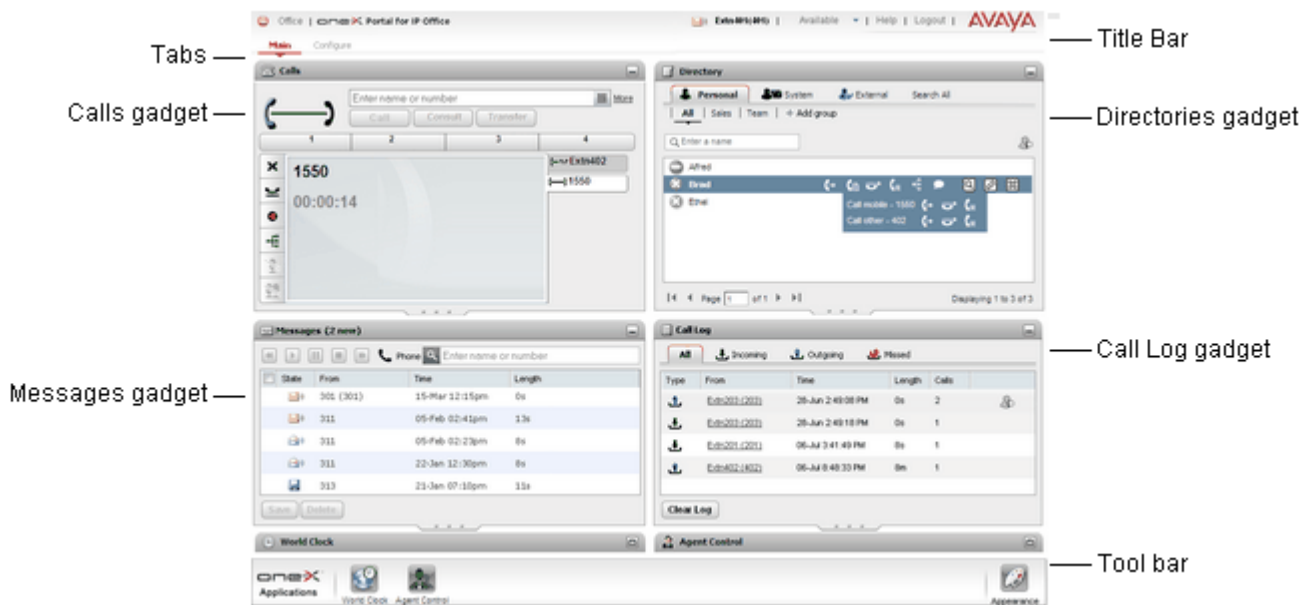 Office | one-X Portal for IP Office
Extn401(401) | Available | Help | Logout | AVAYA
Title Bar
Main Configure
Tabs
Calls
Directory
Calls gadget
Enter name or number More
Call Consult Transfer
1 2 3 4
1550
00:00:14
Extn402
1550
Personal System External Search All
All | Sales | Team | + Add group
Directories gadget
Enter a name
Alfred
Brad
Call mobile - 1550
Call other - 402
Ethel
Page 1 of 1
Displaying 1 to 3 of 3
Messages (2 new)
Phone Enter name or number
State From Time Length
301 (301) 15-Mar 12:15pm 0s
311 05-Feb 02:41pm 13s
311 05-Feb 02:23pm 8s
311 22-Jan 12:30pm 8s
313 21-Jan 07:10pm 11s
Save Delete
Messages gadget
Call Log
All Incoming Outgoing Missed
Call Log gadget
Type From Time Length Calls
Extn203 (203) 28-Jun 2:49:08 PM 0s 2
Extn203 (203) 28-Jun 2:49:18 PM 0s 1
Extn201 (201) 06-Jul 3:41:49 PM 8s 1
Extn402 (402) 06-Jul 8:48:33 PM 8m 1
Clear Log
World Clock
Agent Control
one-X
Applications
World Clock Agent Control
Appearance
Tool bar